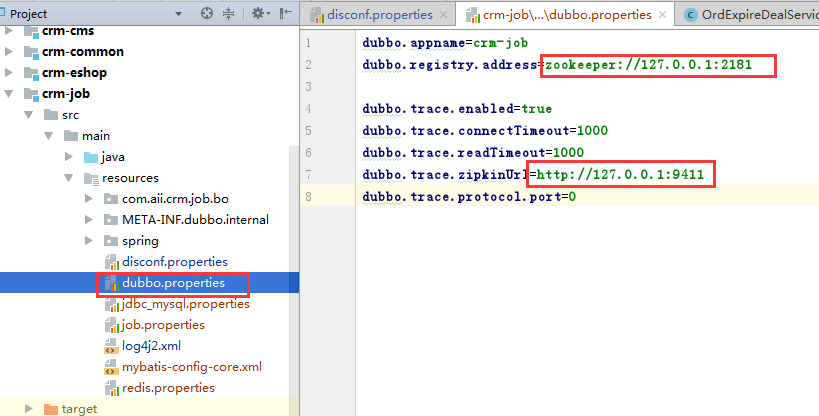 Project
disconf.properties
crm-job\...\dubbo.properties
OrdExpireDealServic
crm-cms
crm-common
crm-eshop
crm-job
src
main
java
resources
com.aii.crm.job.bo
META-INF.dubbo.internal
spring
disconf.properties
dubbo.properties
jdbc_mysql.properties
job.properties
log4j2.xml
mybatis-config-core.xml
redis.properties
target
1 dubbo.appname=crm-job
2 dubbo.registry.address=zookeeper://127.0.0.1:2181
3
4 dubbo.trace.enabled=true
5 dubbo.trace.connectTimeout=1000
6 dubbo.trace.readTimeout=1000
7 dubbo.trace.zipkinUrl=http://127.0.0.1:9411
8 dubbo.trace.protocol.port=0